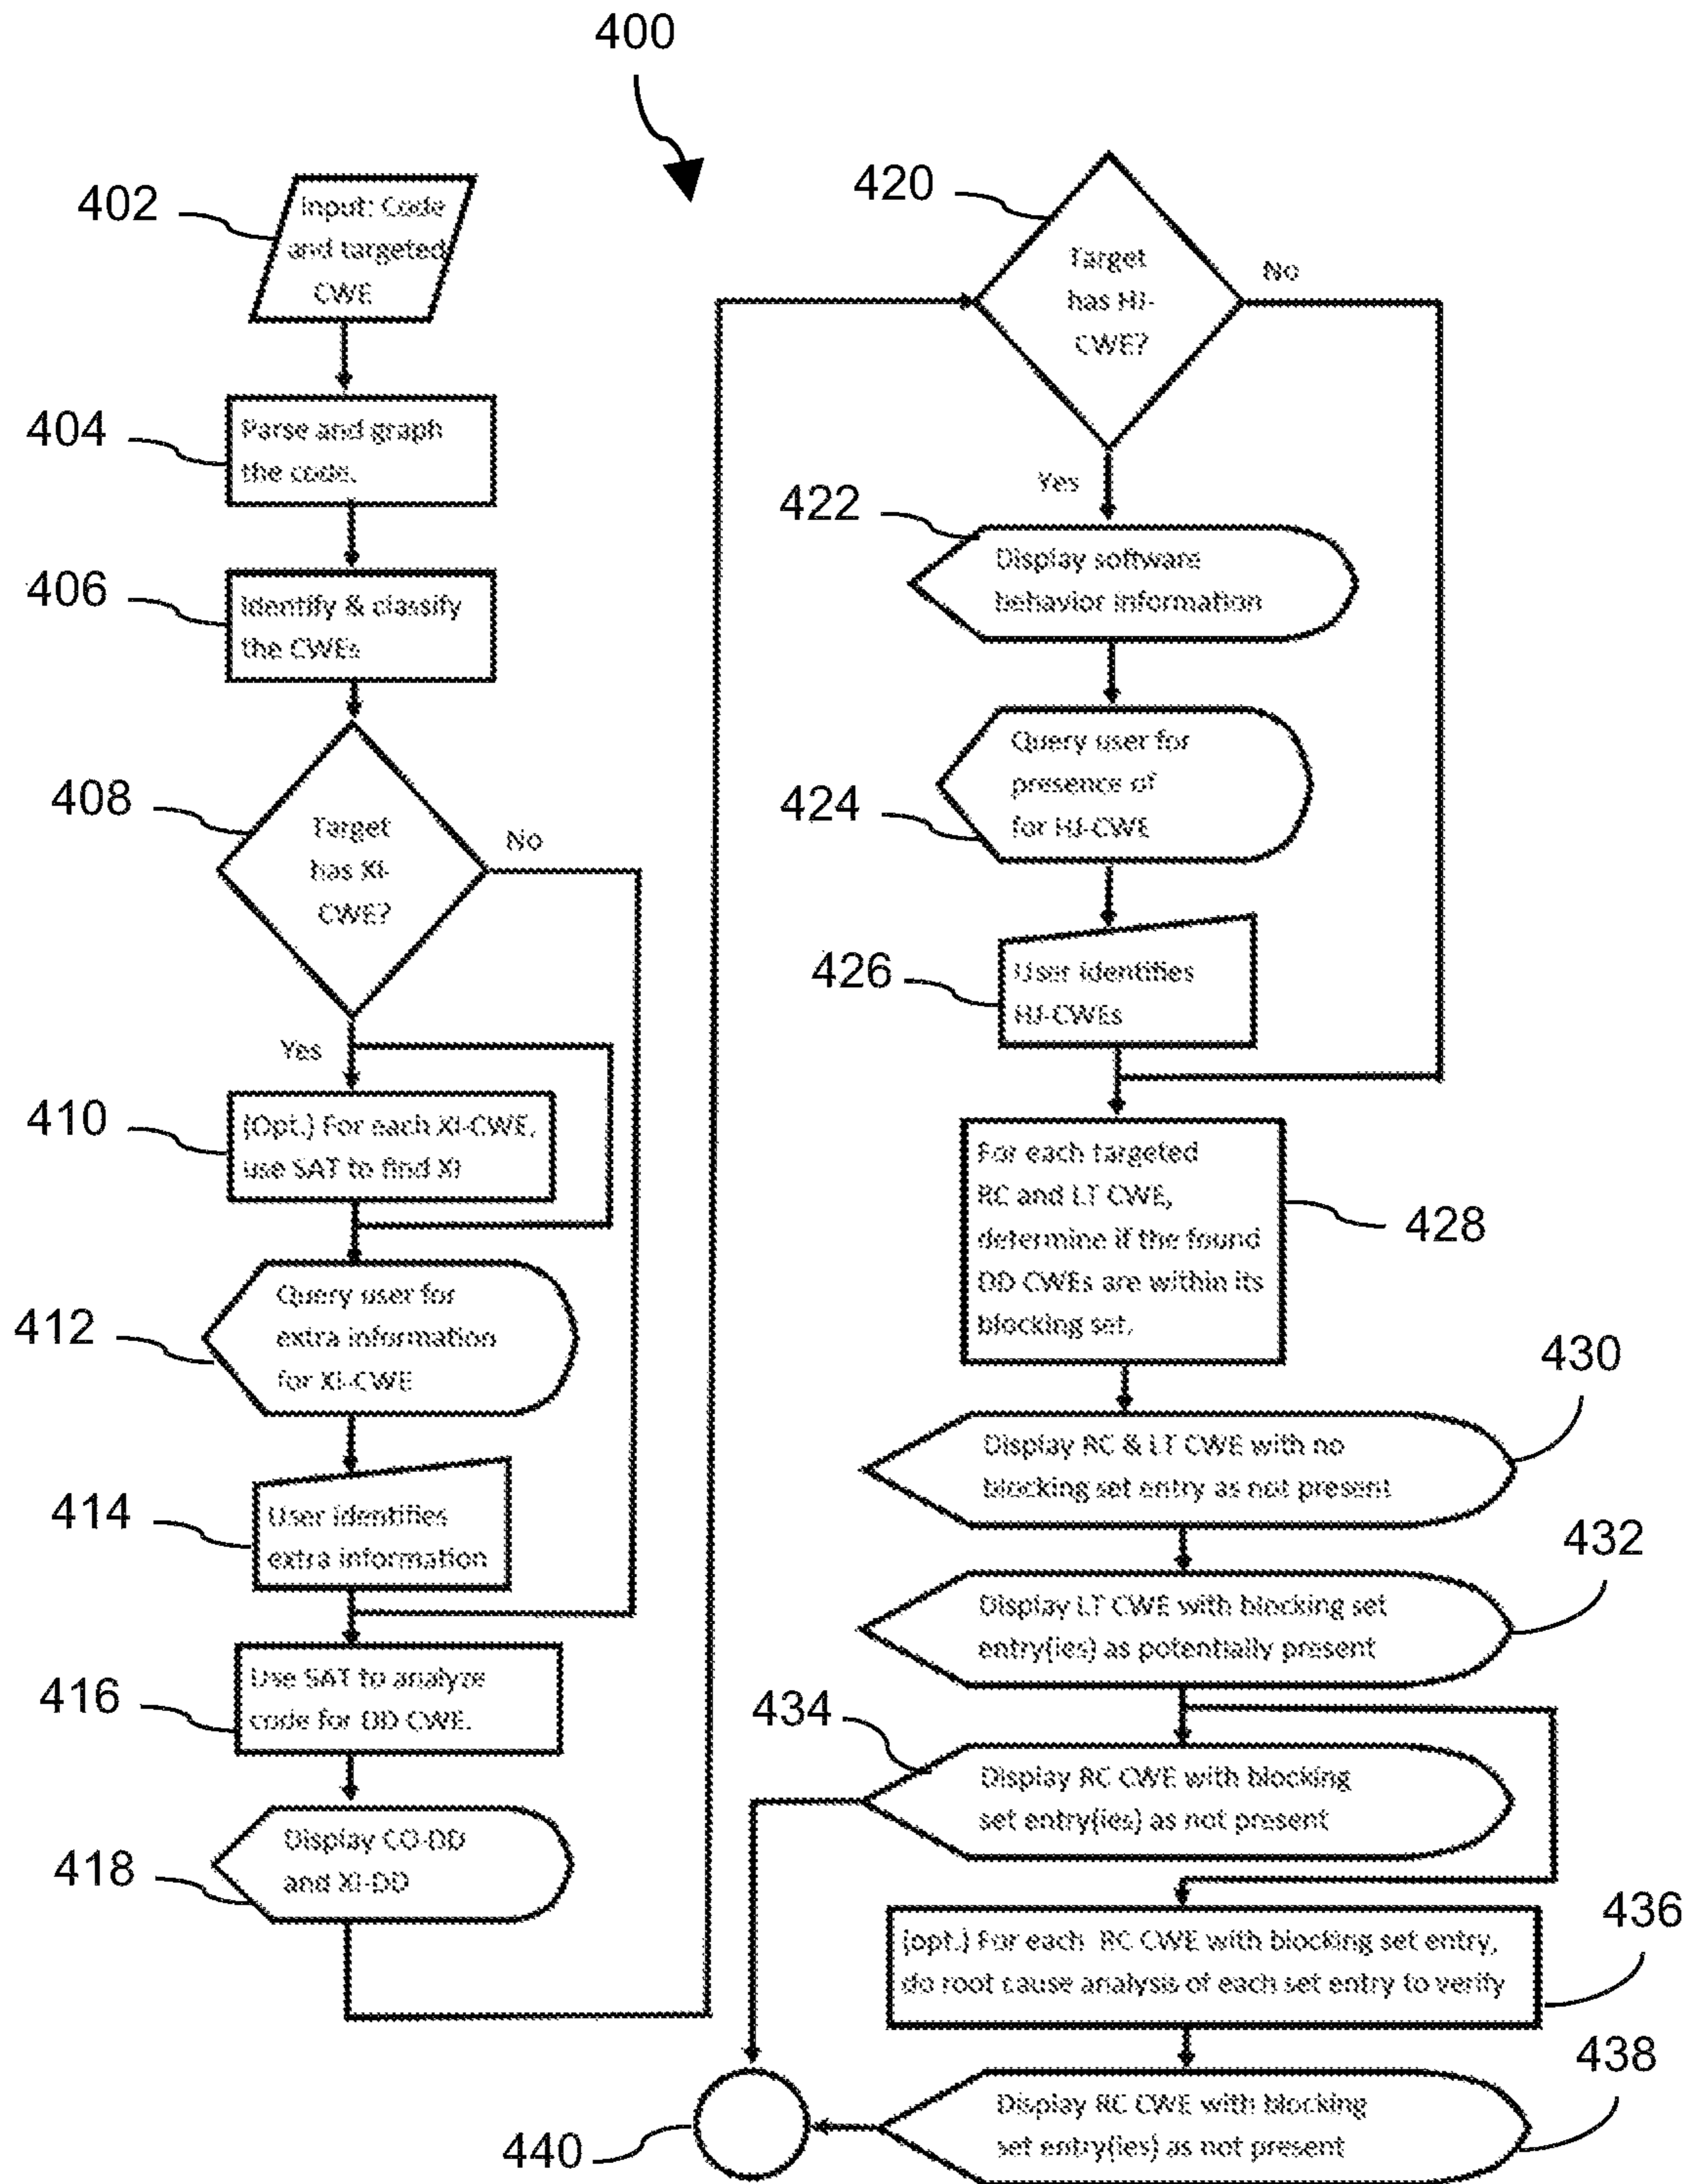 400
402
Input: Code
and targeted
CWE
404
Parse and graph
the code.
406
Identify & classify
the CWEs
408
Target
has XI-
CWE?
No
Yes
410
(Opt.) For each XI-CWE,
use SAT to find XI
412
Query user for
extra information
for XI-CWE
414
User identifies
extra information
416
Use SAT to analyze
code for DD CWE.
418
Display CO-DD
and XI-DD
420
Target
has HJ-
CWE?
No
Yes
422
Display software
behavior information
424
Query user for
presence of
for HJ-CWE
426
User identifies
HJ-CWEs
428
For each targeted
RC and LT CWE,
determine if the found
DD CWEs are within its
blocking set.
430
Display RC & LT CWE with no
blocking set entry as not present
432
Display LT CWE with blocking set
entry(ies) as potentially present
434
Display RC CWE with blocking
set entry(ies) as not present
436
(opt.) For each RC CWE with blocking set entry,
do root cause analysis of each set entry to verify
438
Display RC CWE with blocking
set entry(ies) as not present
440